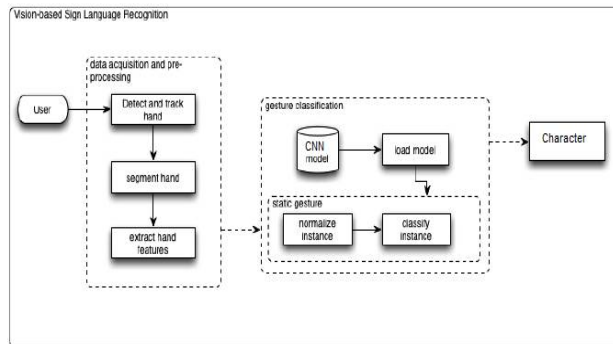 Vision-based Sign Language Recognition
data acquisition and pre-
processing
User
Detect and track
hand
segment hand
extract hand
features
gesture classification
CNN
model
load model
static gesture
normalize
instance
classify
instance
Character